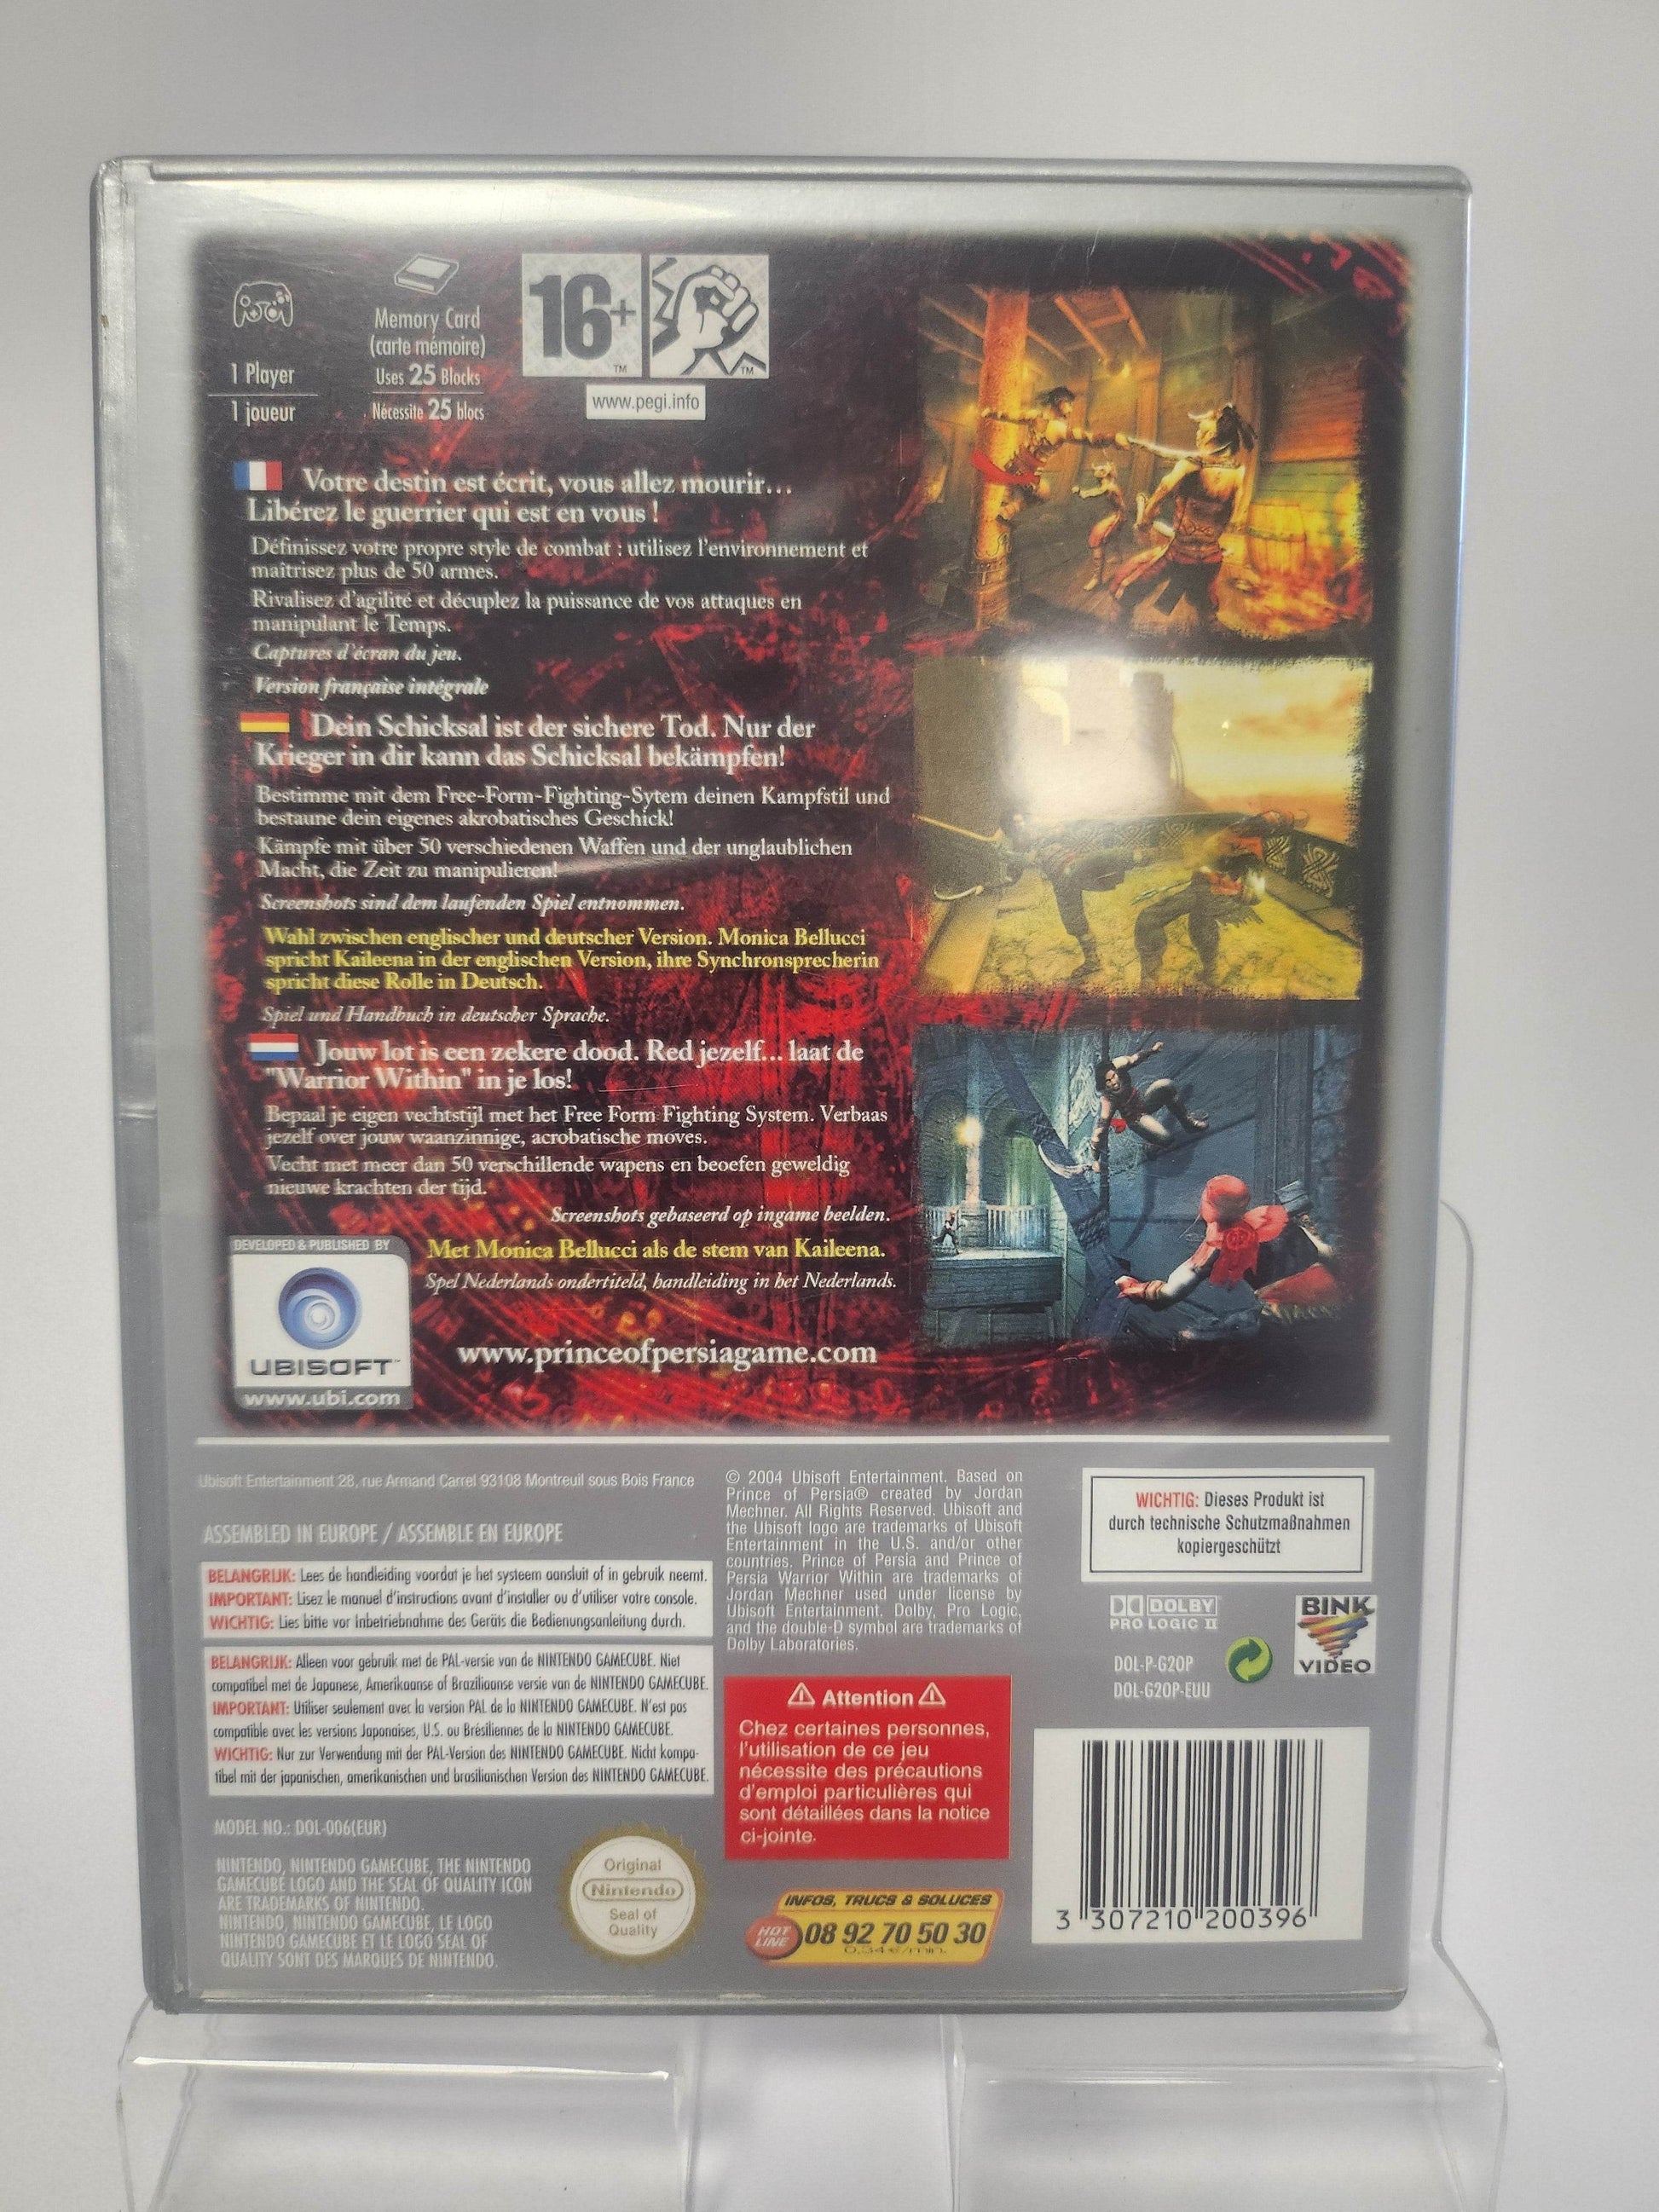 1 Player
1 joueur
Memory Card
(carte mémoire)
Uses 25 Blocks
Nécessite 25 blocs
16+
TM
TM
www.pegi.info
Votre destin est écrit, vous allez mourir...
Libérez le guerrier qui est en vous !
Définissez votre propre style de combat : utilisez l'environnement et
maîtrisez plus de 50 armes.
Rivalisez d'agilité et décuplez la puissance de vos attaques en
manipulant le Temps.
Captures d'écran du jeu.
Version française intégrale
Dein Schicksal ist der sichere Tod. Nur der
Krieger in dir kann das Schicksal bekämpfen!
Bestimme mit dem Free-Form-Fighting-Sytem deinen Kampfstil und
bestaune dein eigenes akrobatisches Geschick!
Kämpfe mit über 50 verschiedenen Waffen und der unglaublichen
Macht, die Zeit zu manipulieren!
Screenshots sind dem laufenden Spiel entnommen.
Wahl zwischen englischer und deutscher Version. Monica Bellucci
spricht Kaileena in der englischen Version, ihre Synchronsprecherin
spricht diese Rolle in Deutsch.
Spiel und Handbuch in deutscher Sprache.
Jouw lot is een zekere dood. Red jezelf... laat de
"Warrior Within" in je los!
Bepaal je eigen vechtstijl met het Free Form Fighting System. Verbaas
jezelf over jouw waanzinnige, acrobatische moves.
Vecht met meer dan 50 verschillende wapens en beoefen geweldig
nieuwe krachten der tijd.
Screenshots gebaseerd op ingame beelden.
Met Monica Bellucci als de stem van Kaileena.
Spel Nederlands ondertiteld, handleiding in het Nederlands.
DEVELOPED & PUBLISHED BY
UBISOFT™
www.ubi.com
www.princeofpersiagame.com
Ubisoft Entertainment 28, rue Armand Carrel 93108 Montreuil sous Bois France
ASSEMBLED IN EUROPE / ASSEMBLE EN EUROPE
BELANGRIJK: Lees de handleiding voordat je het systeem aansluit of in gebruik neemt.
IMPORTANT: Lisez le manuel d'instructions avant d'installer ou d'utiliser votre console.
WICHTIG: Lies bitte vor Inbetriebnahme des Geräts die Bedienungsanleitung durch.
BELANGRIJK: Alleen voor gebruik met de PAL-versie van de NINTENDO GAMECUBE. Niet
compatibel met de Japanese, Amerikaanse of Braziliaanse versie van de NINTENDO GAMECUBE.
IMPORTANT: Utiliser seulement avec la version PAL de la NINTENDO GAMECUBE. N'est pas
compatible avec les versions Japonaises, U.S. ou Brésiliennes de la NINTENDO GAMECUBE.
WICHTIG: Nur zur Verwendung mit der PAL-Version des NINTENDO GAMECUBE. Nicht kompa-
tibel mit der japanischen, amerikanischen und brasilianischen Version des NINTENDO GAMECUBE.
MODEL NO.: DOL-006(EUR)
NINTENDO, NINTENDO GAMECUBE, THE NINTENDO
GAMECUBE LOGO AND THE SEAL OF QUALITY ICON
ARE TRADEMARKS OF NINTENDO.
NINTENDO, NINTENDO GAMECUBE, LE LOGO
NINTENDO GAMECUBE ET LE LOGO SEAL OF
QUALITY SONT DES MARQUES DE NINTENDO.
Original
Nintendo
Seal of
Quality
© 2004 Ubisoft Entertainment. Based on
Prince of Persia® created by Jordan
Mechner. All Rights Reserved. Ubisoft and
the Ubisoft logo are trademarks of Ubisoft
Entertainment in the U.S. and/or other
countries. Prince of Persia and Prince of
Persia Warrior Within are trademarks of
Jordan Mechner used under license by
Ubisoft Entertainment. Dolby, Pro Logic,
and the double-D symbol are trademarks of
Dolby Laboratories.
Attention
Chez certaines personnes,
l'utilisation de ce jeu
nécessite des précautions
d'emploi particulières qui
sont détaillées dans la notice
ci-jointe.
INFOS, TRUCS & SOLUCES
HOT
LINE
08 92 70 50 30
0,34€/min.
WICHTIG: Dieses Produkt ist
durch technische Schutzmaßnahmen
kopiergeschützt
DOLBY
PRO LOGIC II
BINK
VIDEO
DOL-P-G2OP
DOL-G2OP-EUU
3 307210 200396